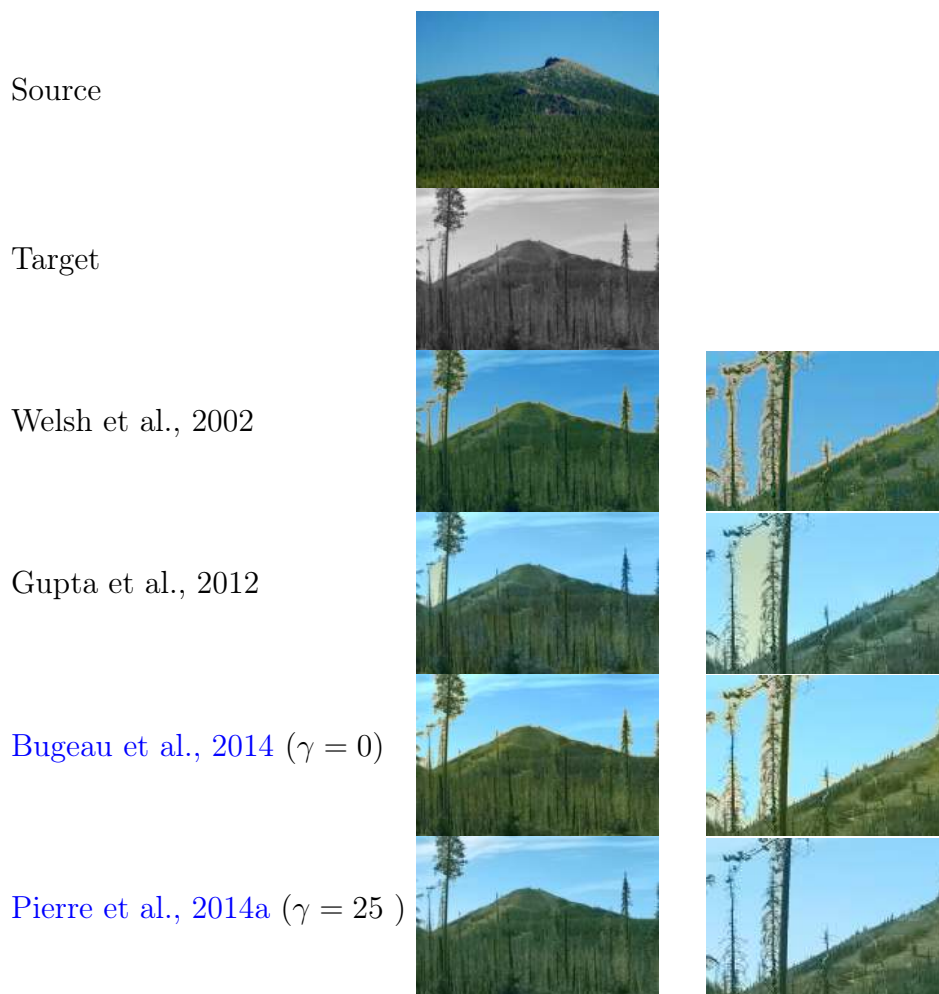 Source
Target
Welsh et al., 2002
Gupta et al., 2012
Bugeau et al., 2014 (γ = 0)
Pierre et al., 2014a (γ = 25 )